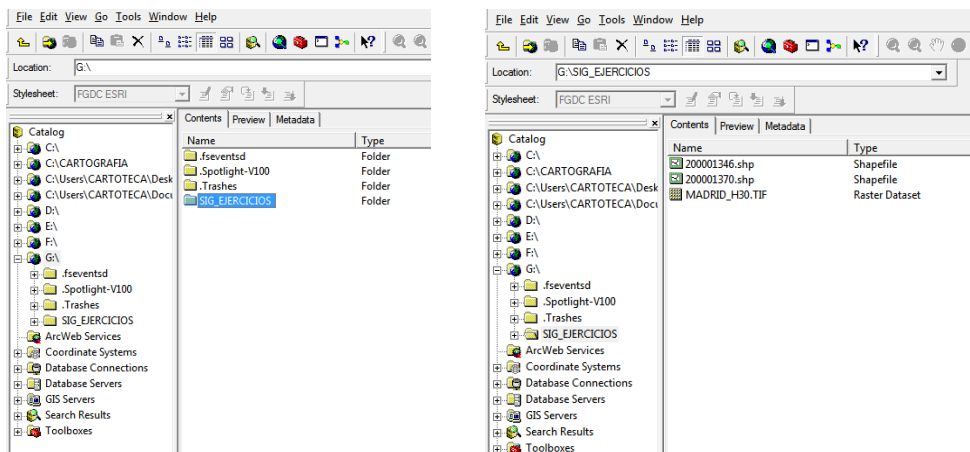 File Edit View Go Tools Window Help
Location: G:\
Stylesheet: FGDC ESRI
Catalog
C:\
C:\CARTOGRAFIA
C:\Users\CARTOTECA\Desk
C:\Users\CARTOTECA\Docu
D:\
E:\
F:\
G:\
.fseventsd
.Spotlight-V100
.Trashes
SIG_EJERCICIOS
ArcWeb Services
Coordinate Systems
Database Connections
Database Servers
GIS Servers
Search Results
Toolboxes
Contents Preview Metadata
Name Type
.fseventsd Folder
.Spotlight-V100 Folder
.Trashes Folder
SIG_EJERCICIOS Folder
File Edit View Go Tools Window Help
Location: G:\SIG_EJERCICIOS
Stylesheet: FGDC ESRI
Catalog
C:\
C:\CARTOGRAFIA
C:\Users\CARTOTECA\Desk
C:\Users\CARTOTECA\Docu
D:\
E:\
F:\
G:\
.fseventsd
.Spotlight-V100
.Trashes
SIG_EJERCICIOS
ArcWeb Services
Coordinate Systems
Database Connections
Database Servers
GIS Servers
Search Results
Toolboxes
Contents Preview Metadata
Name Type
200001346.shp Shapefile
200001370.shp Shapefile
MADRID_H30.TIF Raster Dataset